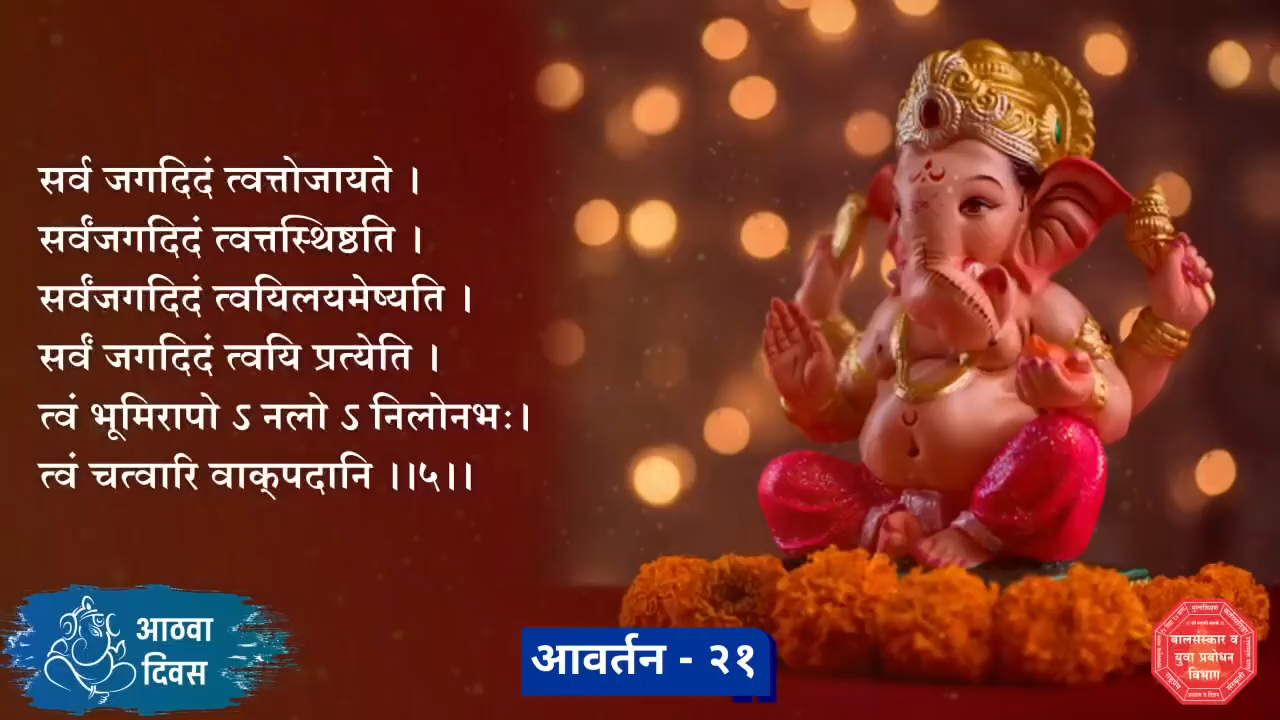 सर्व जगदिदं त्वत्तोजायते ।
सर्वंजगदिदं त्वत्तस्थिष्ठति ।
सर्वंजगदिदं त्वयिलयमेष्यति ।
सर्वं जगदिदं त्वयि प्रत्येति ।
त्वं भूमिरापो ऽ नलो ऽ निलोनभः।
त्वं चत्वारि वाक्‌पदानि ।।५।।
आठवा
दिवस
आवर्तन - २१
बालसंस्कार व
युवा प्रबोधन
विभाग